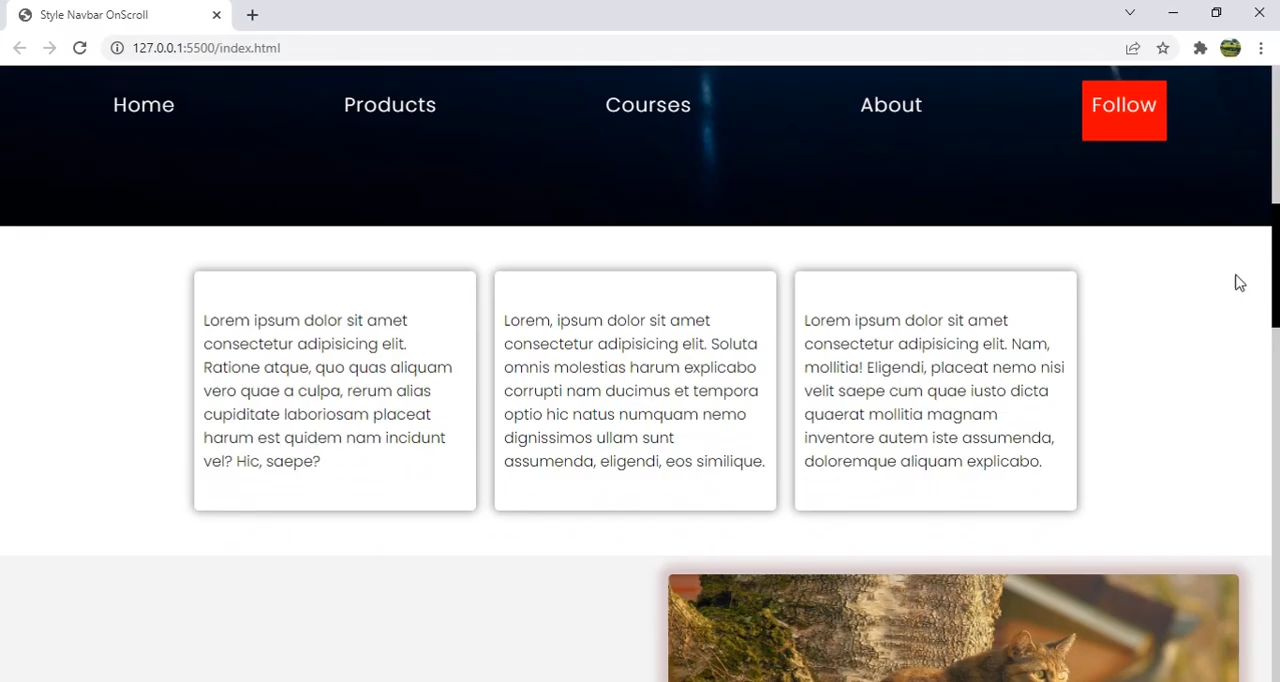 Style Navbar OnScroll
127.0.0.1:5500/index.html
Home Products Courses About Follow
Lorem ipsum dolor sit amet
consectetur adipisicing elit.
Ratione atque, quo quas aliquam
vero quae a culpa, rerum alias
cupiditate laboriosam placeat
harum est quidem nam incidunt
vel? Hic, saepe?
Lorem, ipsum dolor sit amet
consectetur adipisicing elit. Soluta
omnis molestias harum explicabo
corrupti nam ducimus et tempora
optio hic natus numquam nemo
dignissimos ullam sunt
assumenda, eligendi, eos similique.
Lorem ipsum dolor sit amet
consectetur adipisicing elit. Nam,
mollitia! Eligendi, placeat nemo nisi
velit saepe cum quae iusto dicta
quaerat mollitia magnam
inventore autem iste assumenda,
doloremque aliquam explicabo.